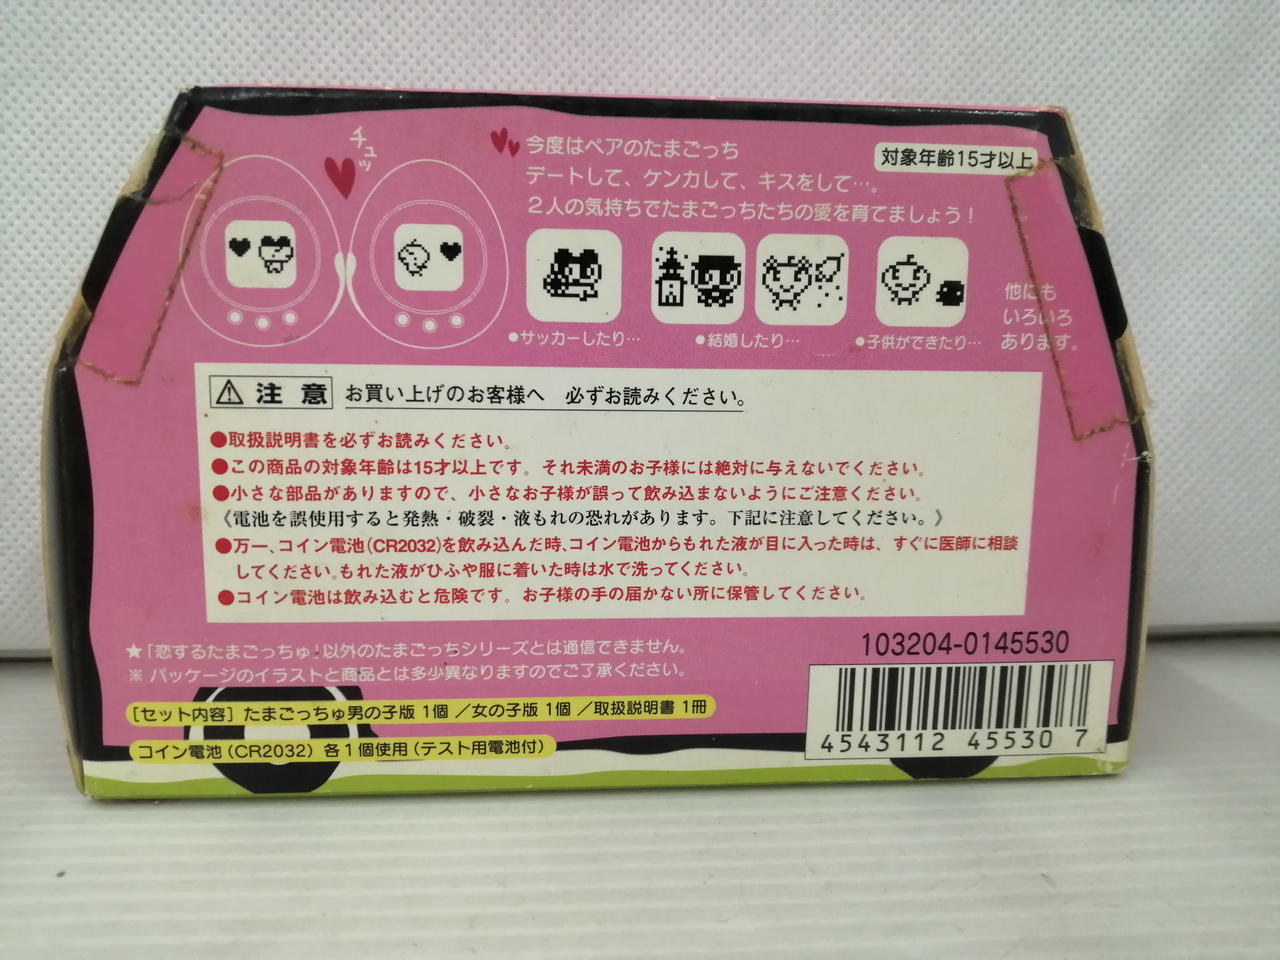 チュッ
今度はペアのたまごっち
デートして、ケンカして、キスをして…。
2人の気持ちでたまごっちたちの愛を育てましょう！
対象年齢15才以上
●サッカーしたり…
●結婚したり…
●子供ができたり…
他にも
いろいろ
あります。
⚠注意 お買い上げのお客様へ 必ずお読みください。
●取扱説明書を必ずお読みください。
●この商品の対象年齢は15才以上です。それ未満のお子様には絶対に与えないでください。
●小さな部品がありますので、小さなお子様が誤って飲み込まないようにご注意ください。
《電池を誤使用すると発熱・破裂・液もれの恐れがあります。下記に注意してください。》
●万一、コイン電池(CR2032)を飲み込んだ時、コイン電池からもれた液が目に入った時は、すぐに医師に相談
してください。もれた液がひふや服に着いた時は水で洗ってください。
●コイン電池は飲み込むと危険です。お子様の手の届かない所に保管してください。
★「恋するたまごっちゅ」以外のたまごっちシリーズとは通信できません。
※ パッケージのイラストと商品とは多少異なりますのでご了承ください。
103204-0145530
［セット内容］たまごっちゅ男の子版 1個 ／女の子版 1個 ／取扱説明書 1冊
コイン電池（CR2032）各1個使用（テスト用電池付）
4543112 45530 7